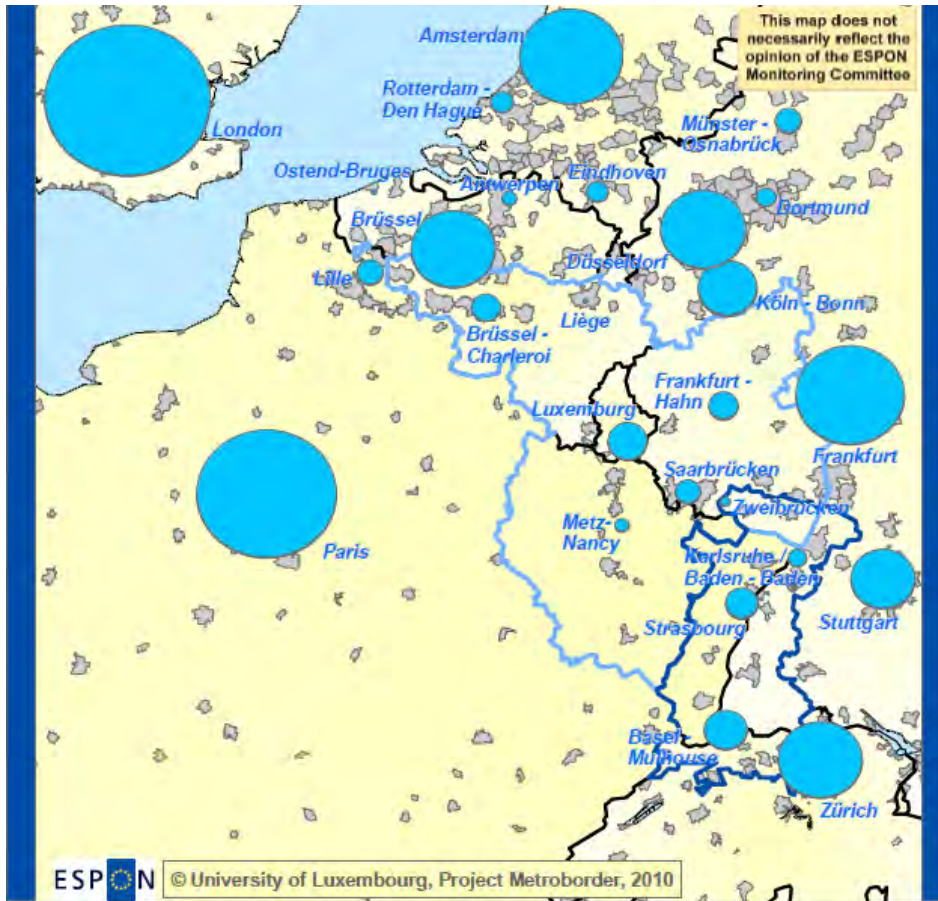 This map does not
necessarily reflect the
opinion of the ESPON
Monitoring Committee
Amsterdam
Rotterdam -
Den Hague
London
Münster -
Osnabrück
Ostend-Bruges
Antwerpen
Eindhoven
Dortmund
Brüssel
Düsseldorf
Lille
Köln - Bonn
Liège
Brüssel -
Charleroi
Frankfurt -
Hahn
Luxemburg
Frankfurt
Saarbrücken
Zweibrücken
Metz-
Nancy
Paris
Karlsruhe /
Baden - Baden
Strasbourg
Stuttgart
Basel -
Mulhouse
Zürich
ESPON
© University of Luxembourg, Project Metroborder, 2010